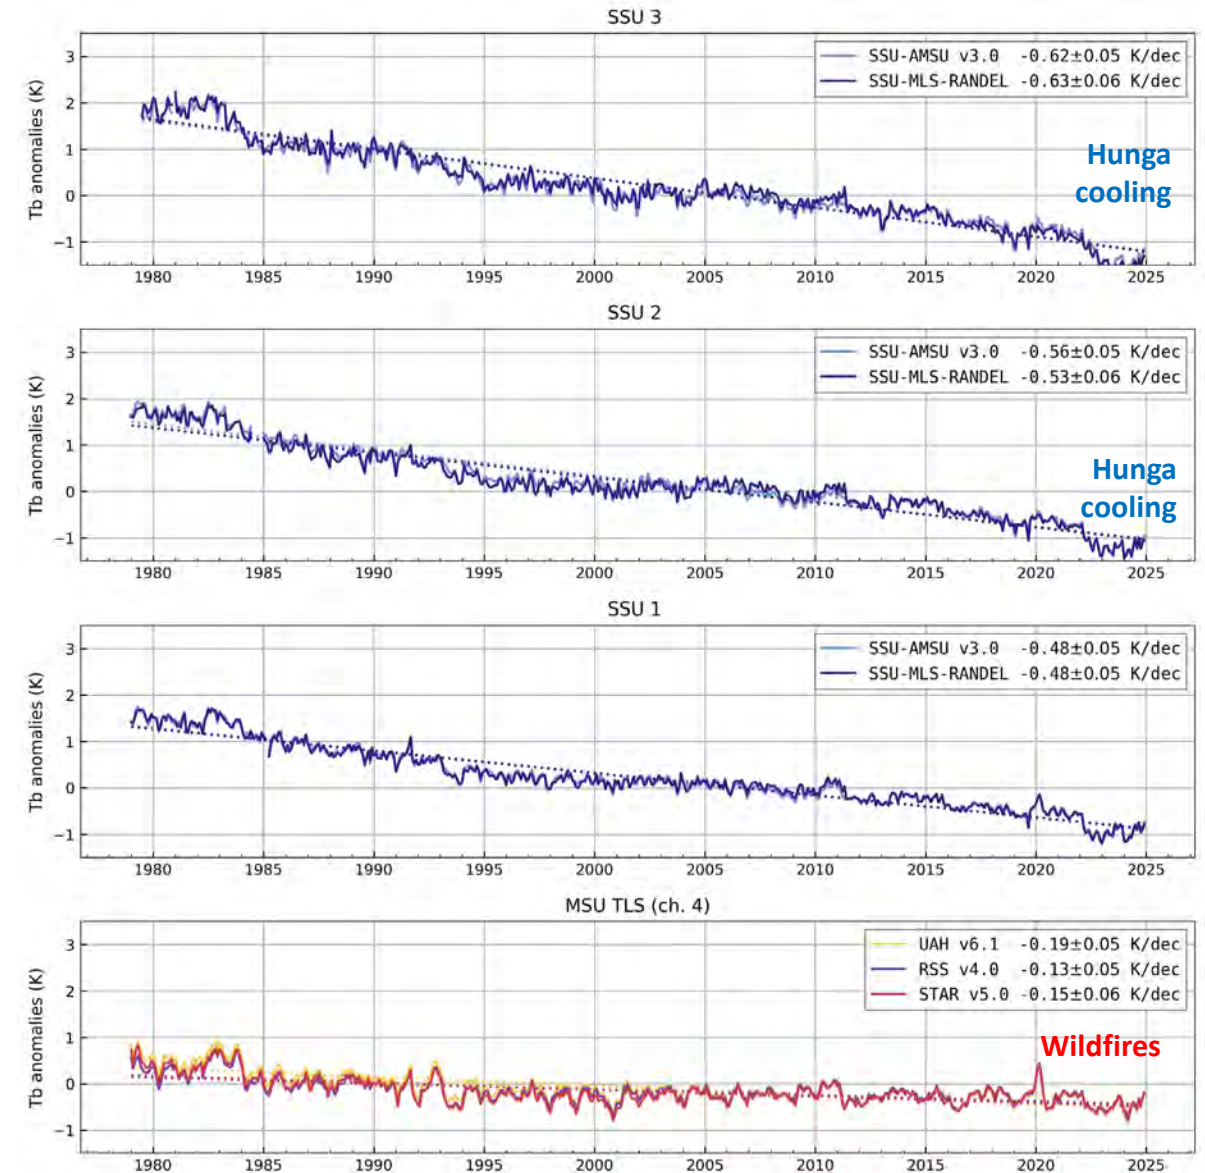 SSU 3
Tb anomalies (K)
3
2
1
0
−1
SSU-AMSU v3.0 -0.62±0.05 K/dec
SSU-MLS-RANDEL -0.63±0.06 K/dec
Hunga
cooling
1980 1985 1990 1995 2000 2005 2010 2015 2020 2025
SSU 2
Tb anomalies (K)
3
2
1
0
−1
SSU-AMSU v3.0 -0.56±0.05 K/dec
SSU-MLS-RANDEL -0.53±0.06 K/dec
Hunga
cooling
1980 1985 1990 1995 2000 2005 2010 2015 2020 2025
SSU 1
Tb anomalies (K)
3
2
1
0
−1
SSU-AMSU v3.0 -0.48±0.05 K/dec
SSU-MLS-RANDEL -0.48±0.05 K/dec
1980 1985 1990 1995 2000 2005 2010 2015 2020 2025
MSU TLS (ch. 4)
Tb anomalies (K)
3
2
1
0
−1
UAH v6.1 -0.19±0.05 K/dec
RSS v4.0 -0.13±0.05 K/dec
STAR v5.0 -0.15±0.06 K/dec
Wildfires
1980 1985 1990 1995 2000 2005 2010 2015 2020 2025